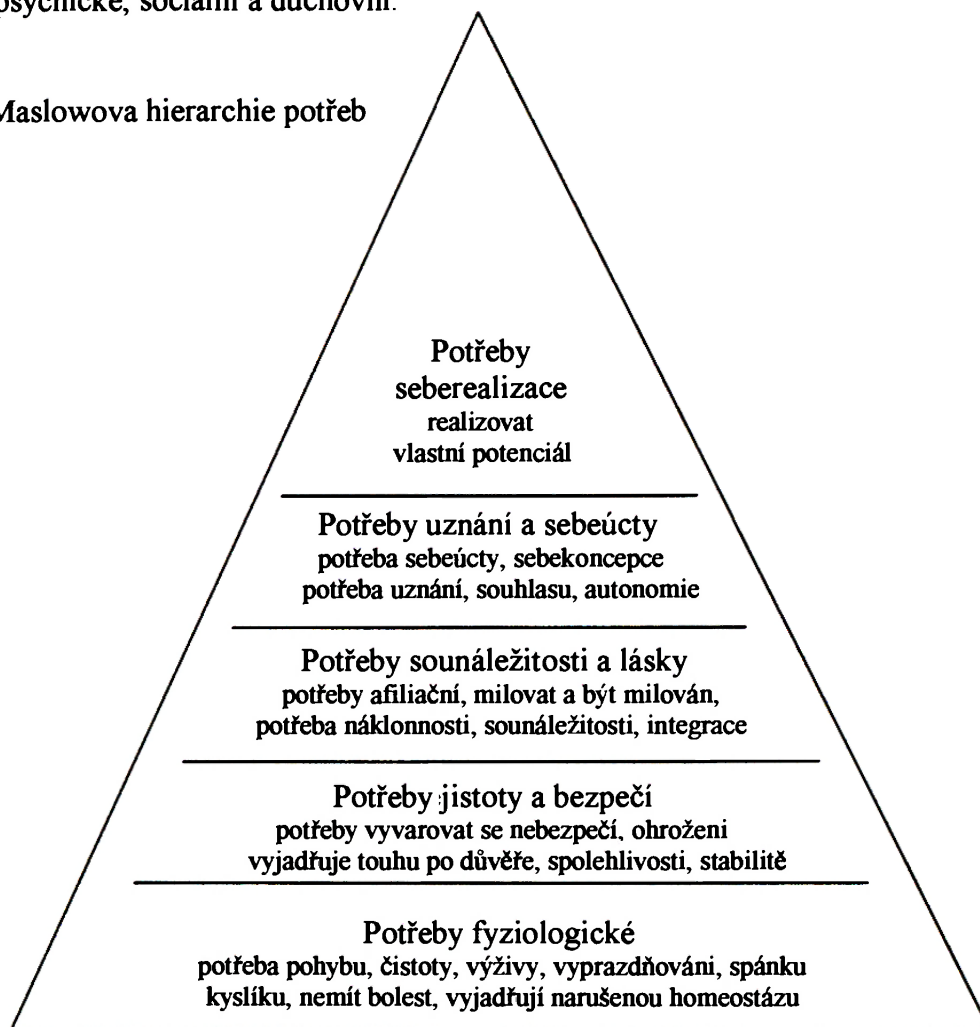 psychické, sociální a duchovní.
Maslowova hierarchie potřeb
Potřeby
seberealizace
realizovat
vlastní potenciál
Potřeby uznání a sebeúcty
potřeba sebeúcty, sebekoncepce
potřeba uznání, souhlasu, autonomie
Potřeby sounáležitosti a lásky
potřeby afiliační, milovat a být milován,
potřeba náklonnosti, sounáležitosti, integrace
Potřeby jistoty a bezpečí
potřeby vyvarovat se nebezpečí, ohroženi
vyjadřuje touhu po důvěře, spolehlivosti, stabilitě
Potřeby fyziologické
potřeba pohybu, čistoty, výživy, vyprazdňováni, spánku
kyslíku, nemít bolest, vyjadřují narušenou homeostázu